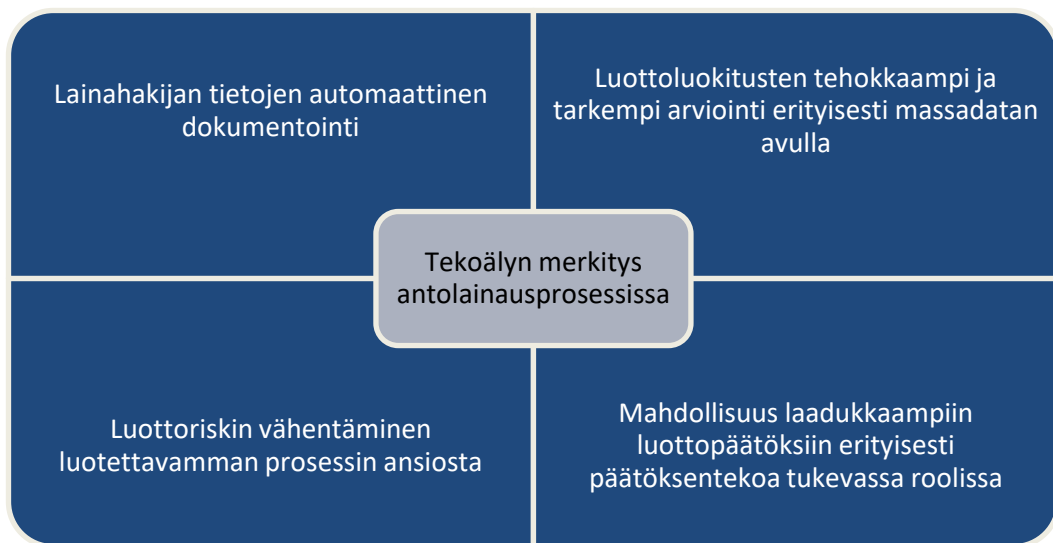 Lainahakijan tietojen automaattinen
dokumentointi
Luottoluokitusten tehokkaampi ja
tarkempi arviointi erityisesti massadatan
avulla
Tekoälyn merkitys
antolainausprosessissa
Luottoriskin vähentäminen
luotettavamman prosessin ansiosta
Mahdollisuus laadukkaampiin
luottopäätöksiin erityisesti
päätöksentekoa tukevassa roolissa